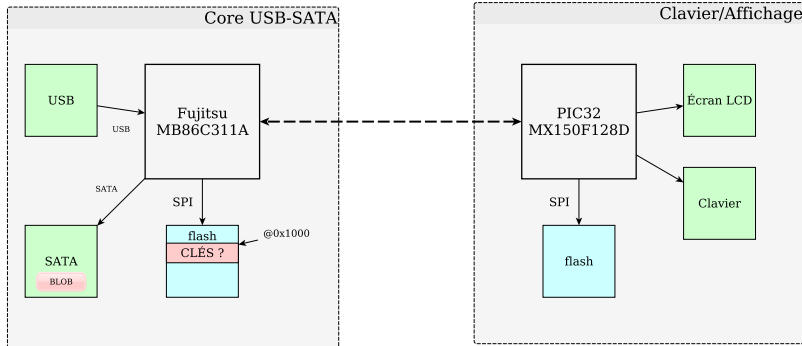 Core USB-SATA
Clavier/Affichage
USB
USB
Fujitsu
MB86C311A
PIC32
MX150F128D
Écran LCD
SATA
SPI
SPI
Clavier
@0x1000
SATA
BLOB
flash
CLÉS ?
flash